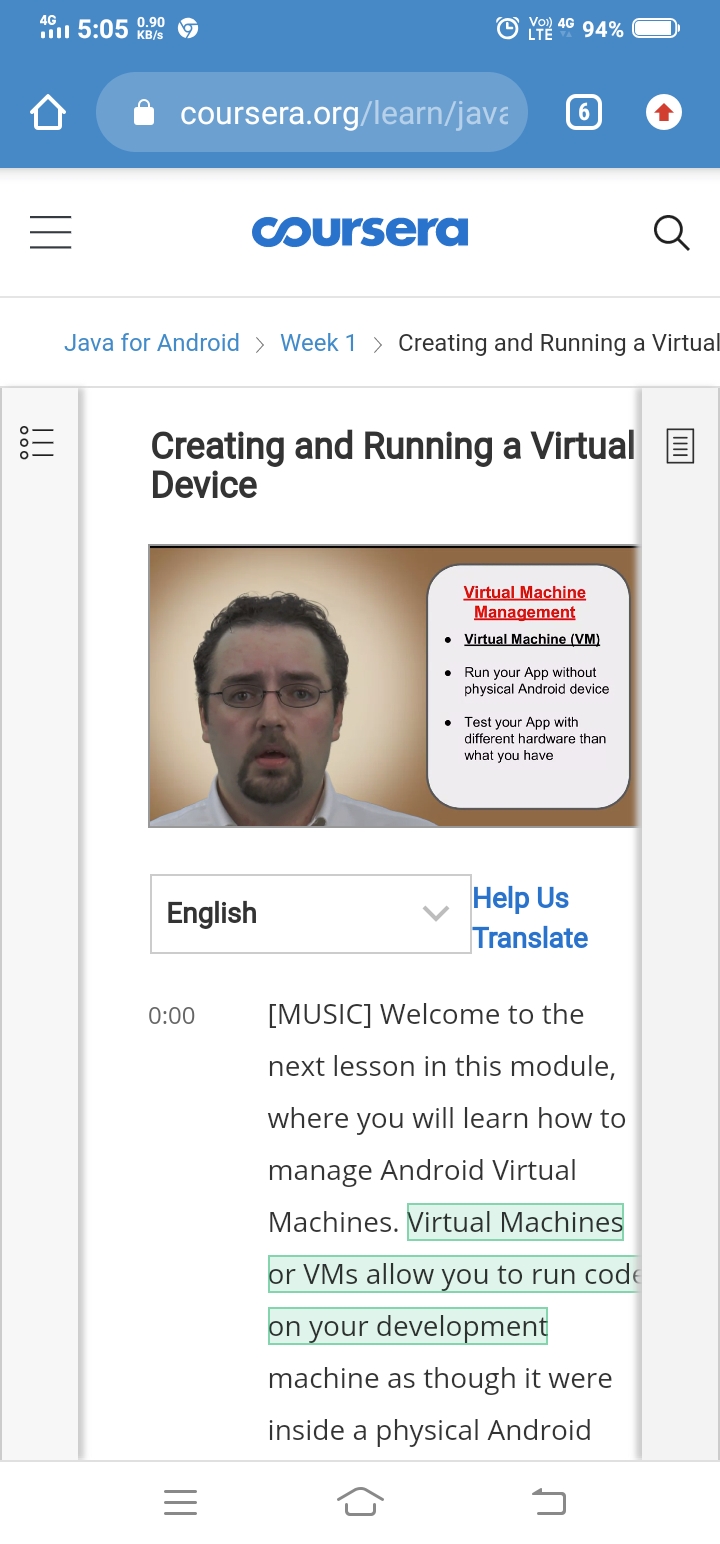 4G 5:05 0.90 KB/s Vo)) LTE 4G 94%
coursera.org/learn/java 6
coursera
Java for Android > Week 1 > Creating and Running a Virtual
Creating and Running a Virtual
Device
Virtual Machine
Management
• Virtual Machine (VM)
• Run your App without
physical Android device
• Test your App with
different hardware than
what you have
English
Help Us
Translate
0:00 [MUSIC] Welcome to the
next lesson in this module,
where you will learn how to
manage Android Virtual
Machines. Virtual Machines
or VMs allow you to run code
on your development
machine as though it were
inside a physical Android